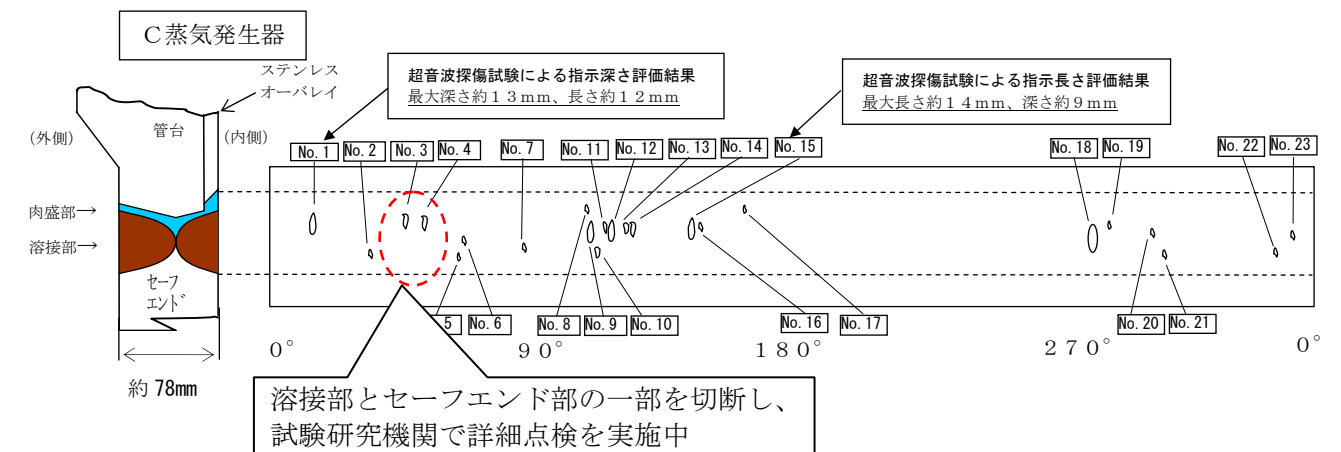 C蒸気発生器
ステンレス
オーバレイ
超音波探傷試験による指示深さ評価結果
最大深さ約13mm、長さ約12mm
超音波探傷試験による指示長さ評価結果
最大長さ約14mm、深さ約9mm
(外側)
管台
(内側)
No. 1
No. 2
No. 3
No. 4
No. 7
No. 11
No. 12
No. 13
No. 14
No. 15
No. 18
No. 19
No. 22
No. 23
肉盛部→
溶接部→
セーフ
エンド
5
No. 6
No. 8
No. 9
No. 10
No. 16
No. 17
No. 20
No. 21
0°
90°
180°
270°
0°
約 78mm
溶接部とセーフエンド部の一部を切断し、
試験研究機関で詳細点検を実施中